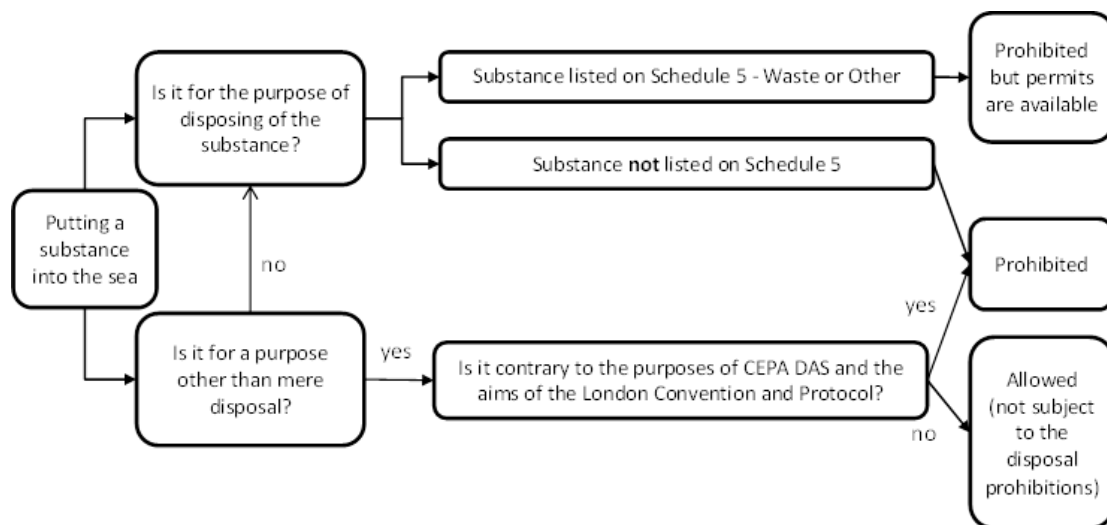 Putting a
substance
into the sea
Is it for the purpose of
disposing of the
substance?
Substance listed on Schedule 5 - Waste or Other
Prohibited
but permits
are available
Substance not listed on Schedule 5
Prohibited
no
Is it for a purpose
other than mere
disposal?
yes
Is it contrary to the purposes of CEPA DAS and the
aims of the London Convention and Protocol?
yes
no
Allowed
(not subject
to the
disposal
prohibitions)